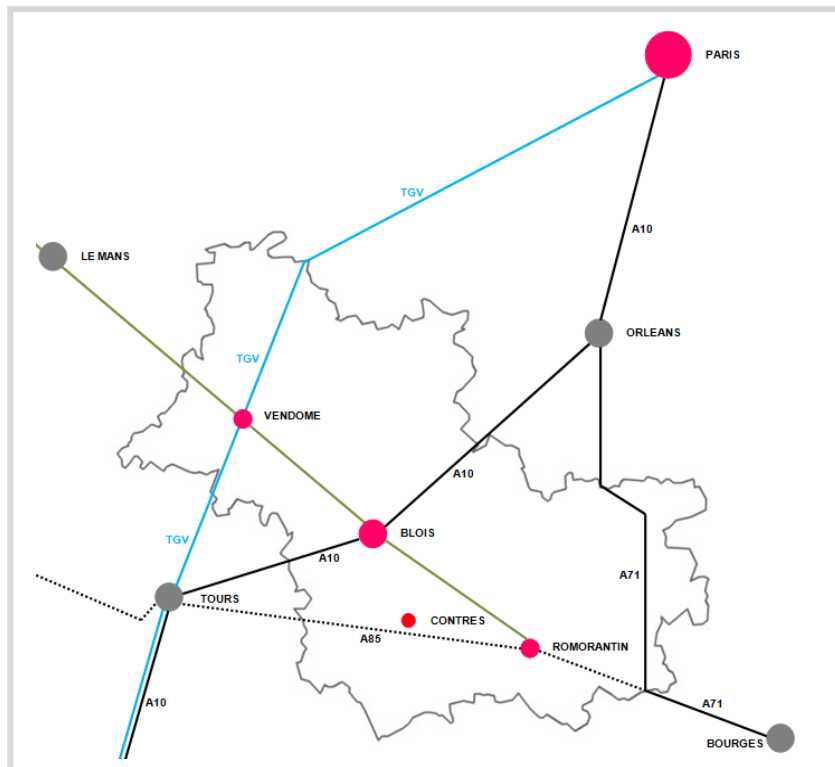 PARIS
TGV
A10
LE MANS
ORLEANS
TGV
VENDOME
A10
BLOIS
TGV
A10
A71
TOURS
CONTRES
A85
ROMORANTIN
A10
A71
BOURGES